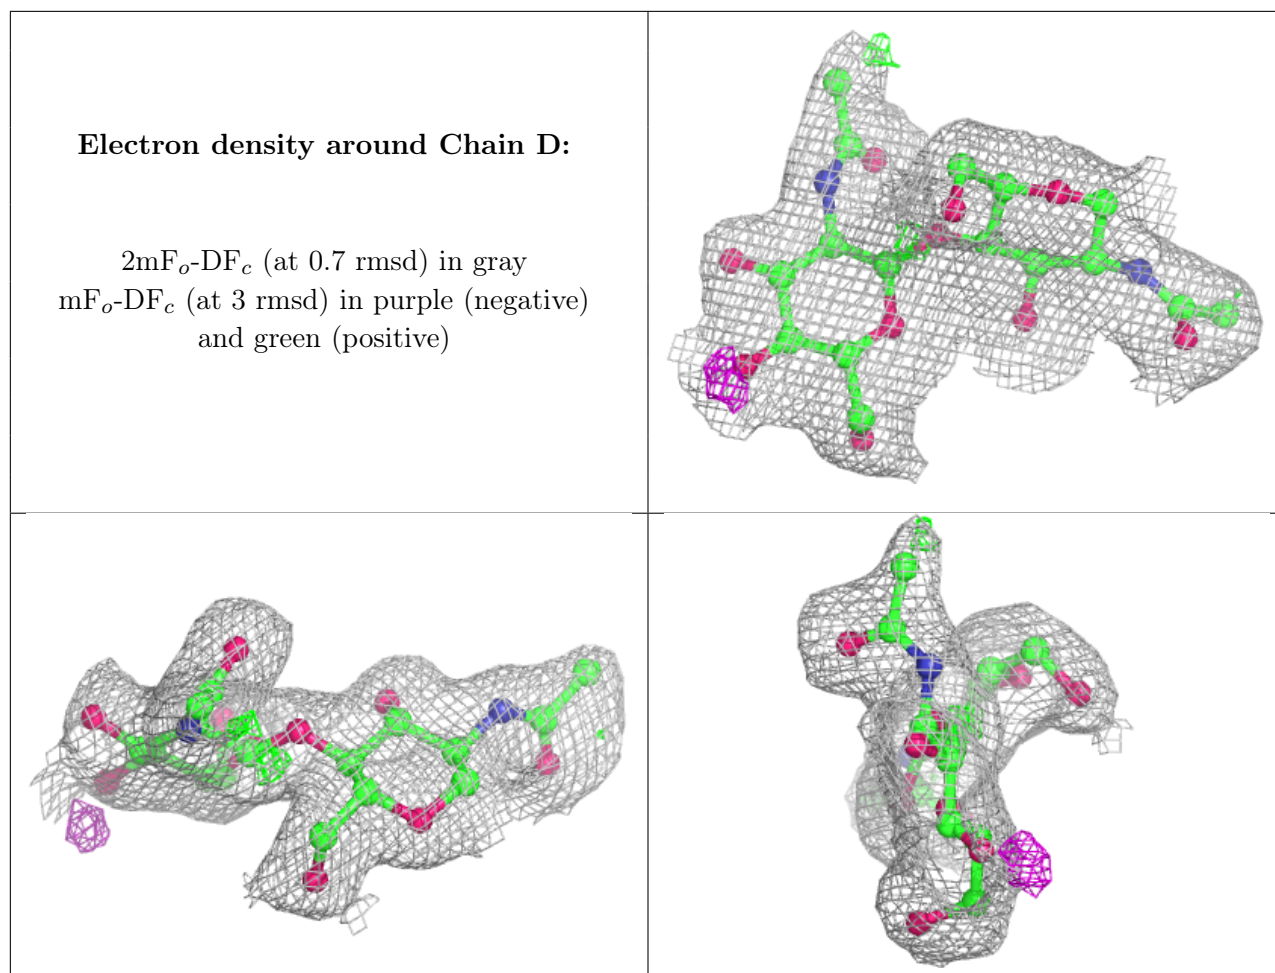 Electron density around Chain D:
2mFₒ-DF𝒸 (at 0.7 rmsd) in gray
mFₒ-DF𝒸 (at 3 rmsd) in purple (negative)
and green (positive)